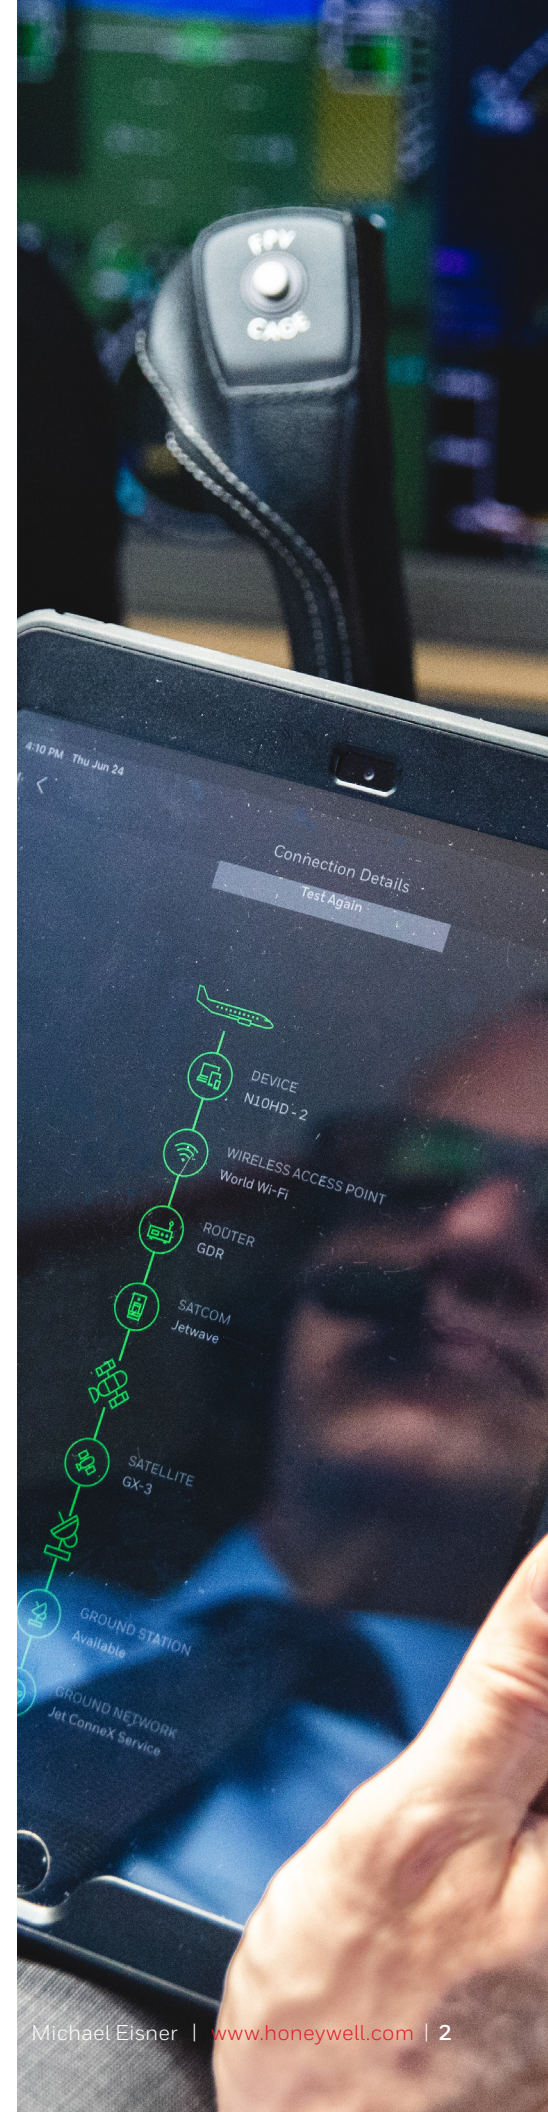 FPV
CAGE
4:10 PM Thu Jun 24
Connection Details
Test Again
DEVICE
N10HD - 2
WIRELESS ACCESS POINT
World Wi-Fi
ROUTER
GDR
SATCOM
Jetwave
SATELLITE
GX-3
GROUND STATION
Available
GROUND NETWORK
Jet ConneX Service
Michael Eisner | www.honeywell.com | 2